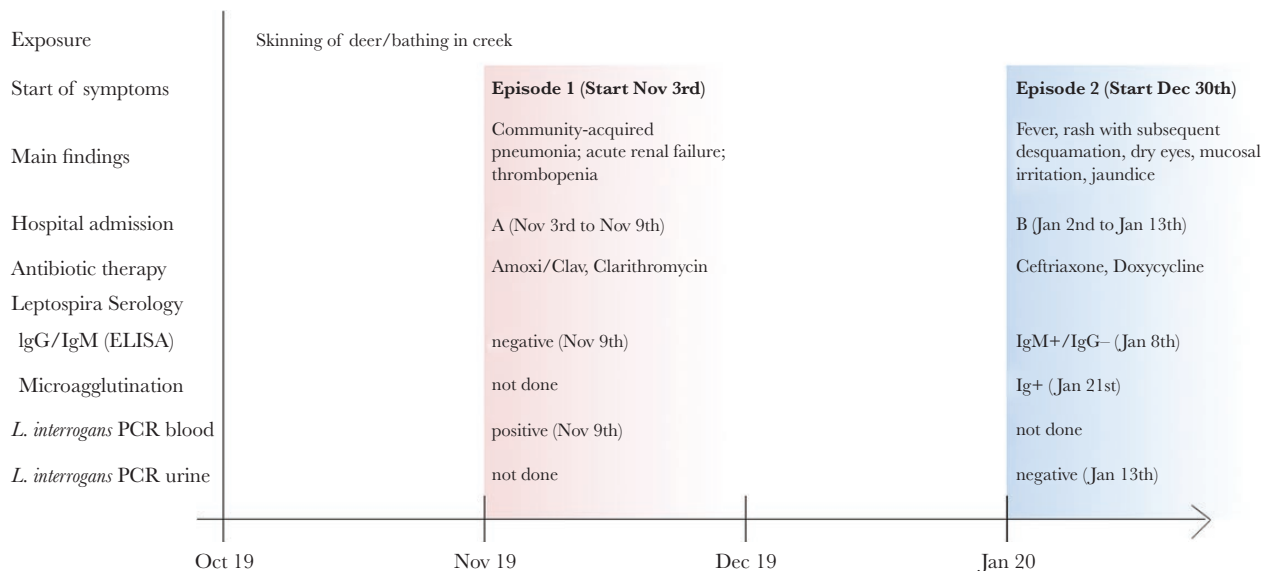 Exposure Skinning of deer/bathing in creek
Start of symptoms Episode 1 (Start Nov 3rd) Episode 2 (Start Dec 30th)
Main findings
Community-acquired
pneumonia; acute renal failure;
thrombopenia
Fever, rash with subsequent
desquamation, dry eyes, mucosal
irritation, jaundice
Hospital admission A (Nov 3rd to Nov 9th) B (Jan 2nd to Jan 13th)
Antibiotic therapy Amoxi/Clav, Clarithromycin Ceftriaxone, Doxycycline
Leptospira Serology
lgG/IgM (ELISA) negative (Nov 9th) IgM+/IgG– (Jan 8th)
Microagglutination not done Ig+ (Jan 21st)
L. interrogans PCR blood positive (Nov 9th) not done
L. interrogans PCR urine not done negative (Jan 13th)
Oct 19 Nov 19 Dec 19 Jan 20